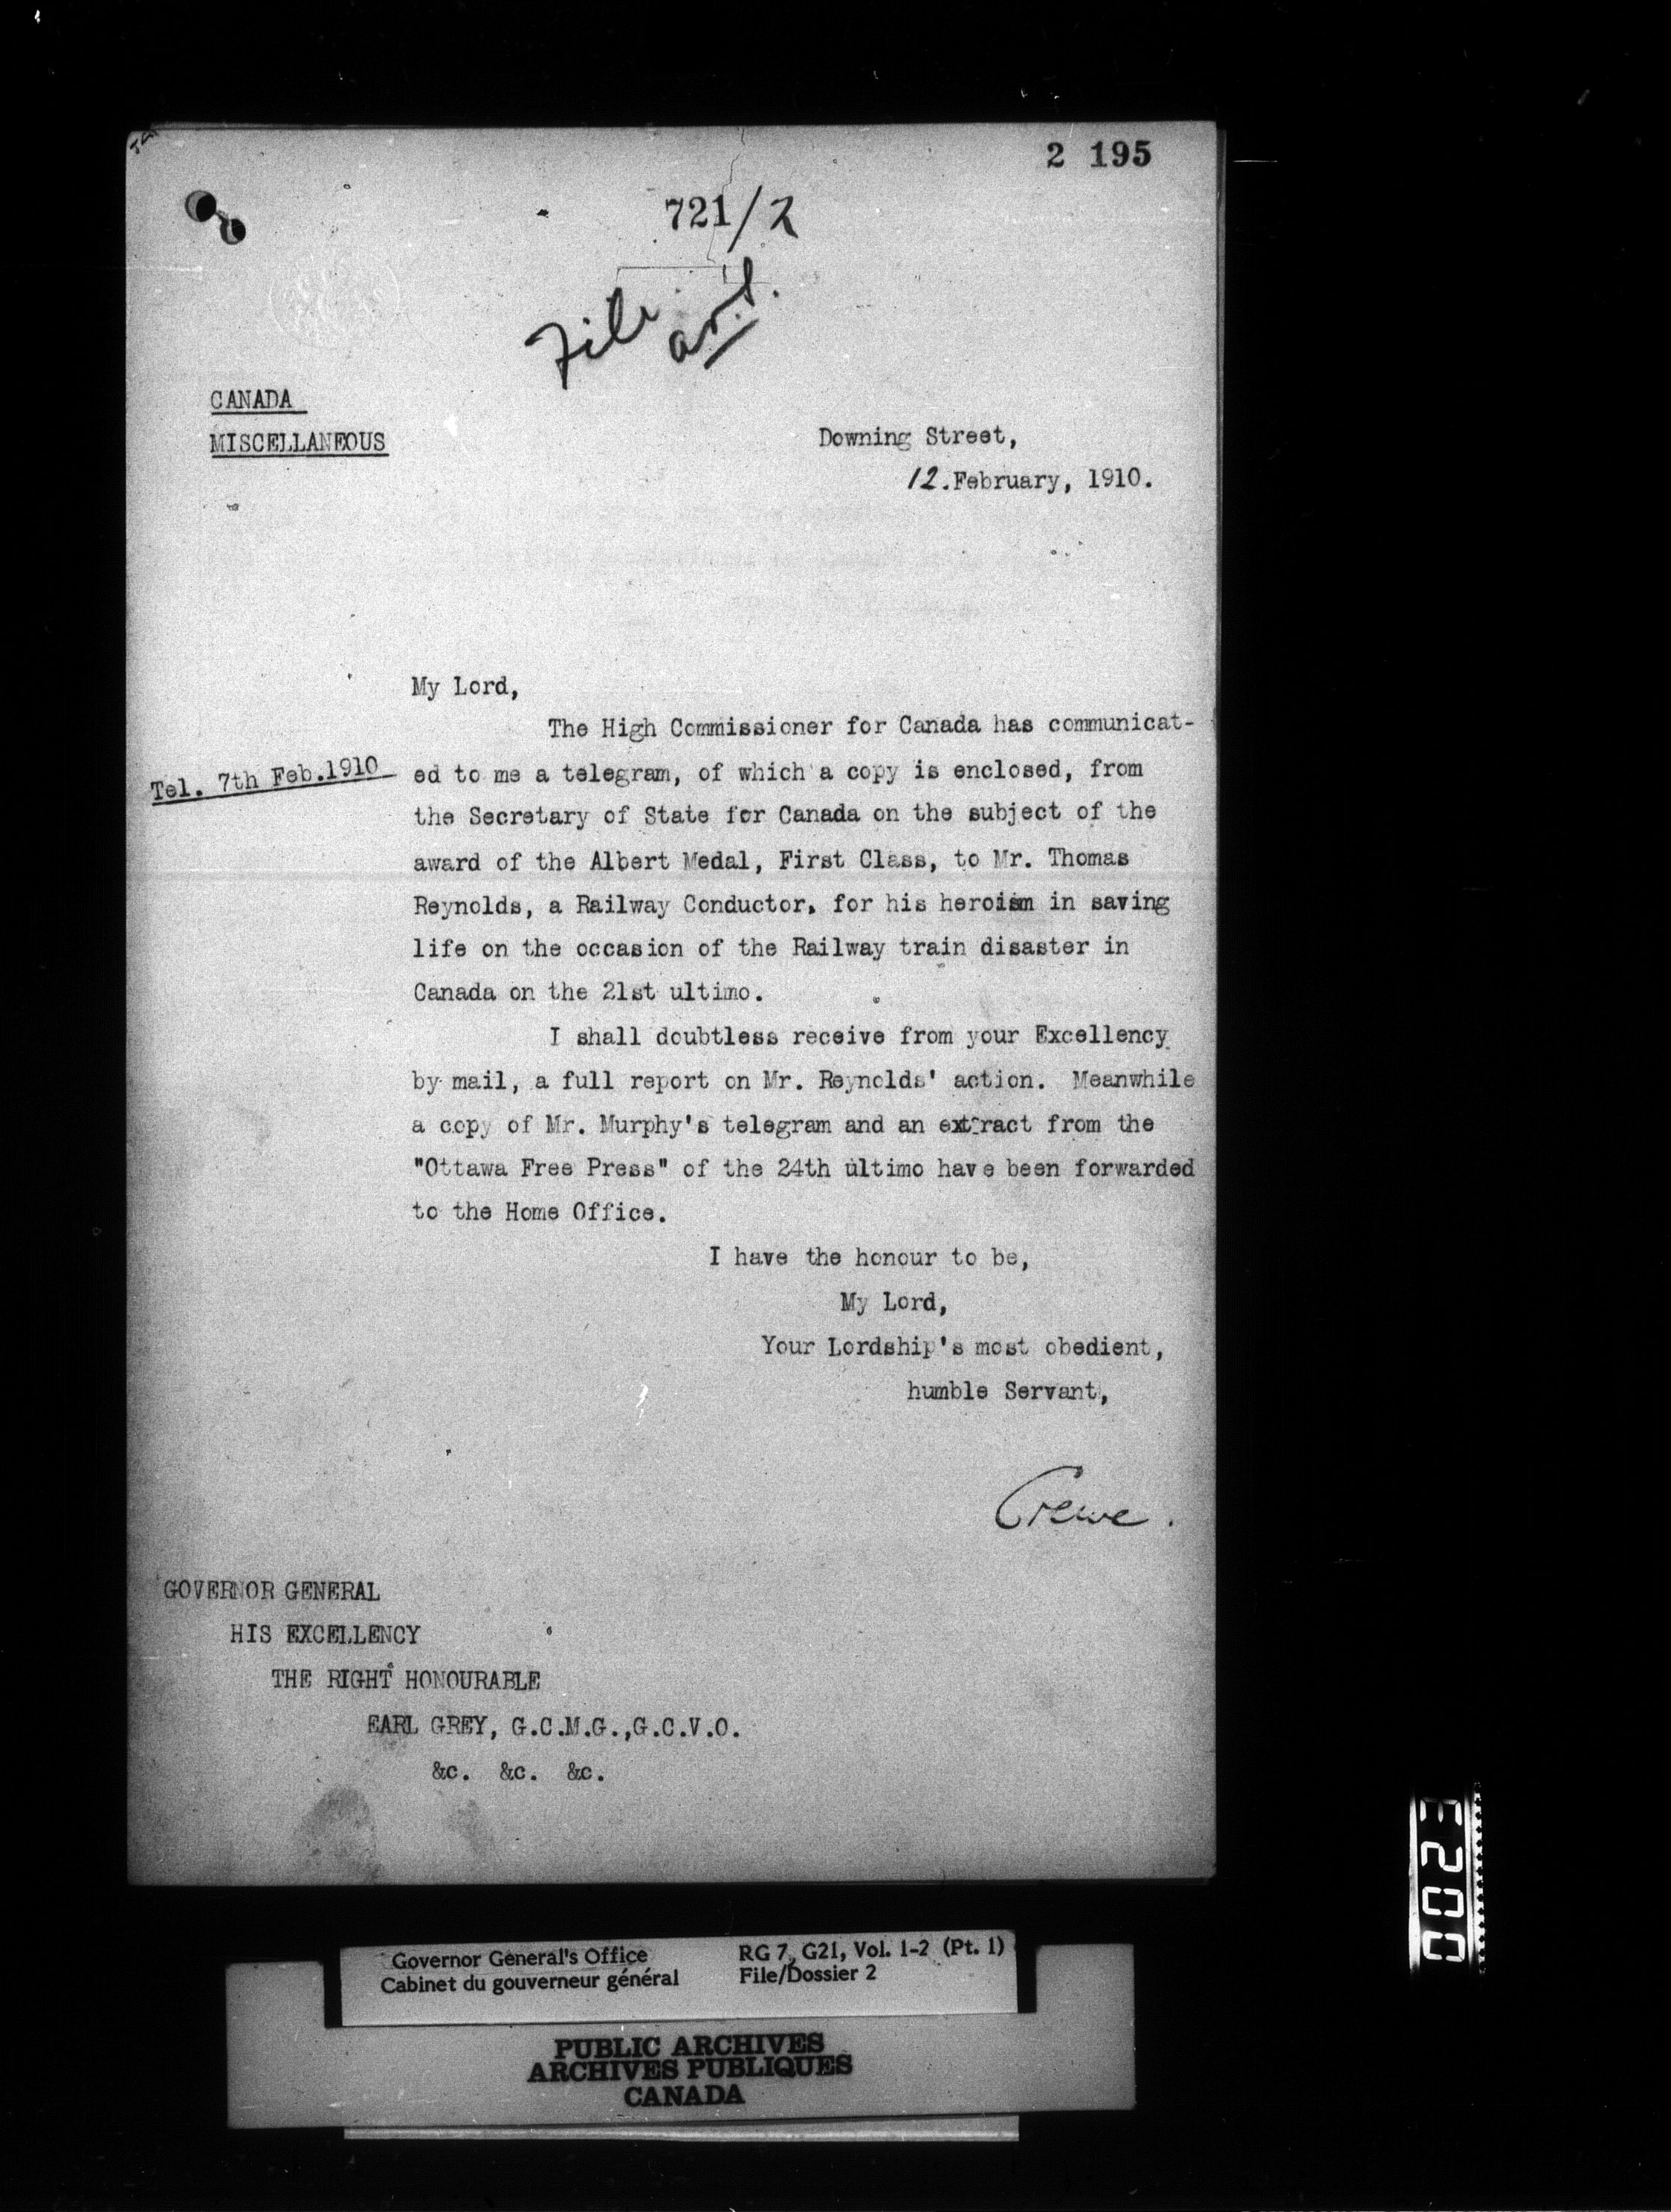 2 195
721/2
File
CANADA
MISCELLANEOUS
Downing Street,
12.February, 1910.
My Lord,
The High Commissioner for Canada has communicat-
Tel. 7th Feb.1910
ed to me a telegram, of which a copy is enclosed, from
the Secretary of State for Canada on the subject of the
award of the Albert Medal, First Class, to Mr. Thomas
Reynolds, a Railway Conductor, for his heroism in saving
life on the occasion of the Railway train disaster in
Canada on the 21st ultimo.
I shall doubtless receive from your Excellency
by mail, a full report on Mr. Reynolds' action. Meanwhile
a copy of Mr. Murphy's telegram and an extract from the
"Ottawa Free Press" of the 24th ultimo have been forwarded
to the Home Office.
I have the honour to be,
My Lord,
Your Lordship's most obedient,
humble Servant,
Crewe.
GOVERNOR GENERAL
HIS EXCELLENCY
THE RIGHT HONOURABLE
EARL GREY, G.C.M.G.,G.C.V.O.
&c. &c. &c.
0023
Governor General's Office
Cabinet du gouverneur général
RG 7, G21, Vol. 1-2 (Pt. 1)
File/Dossier 2
PUBLIC ARCHIVES
ARCHIVES PUBLIQUES
CANADA